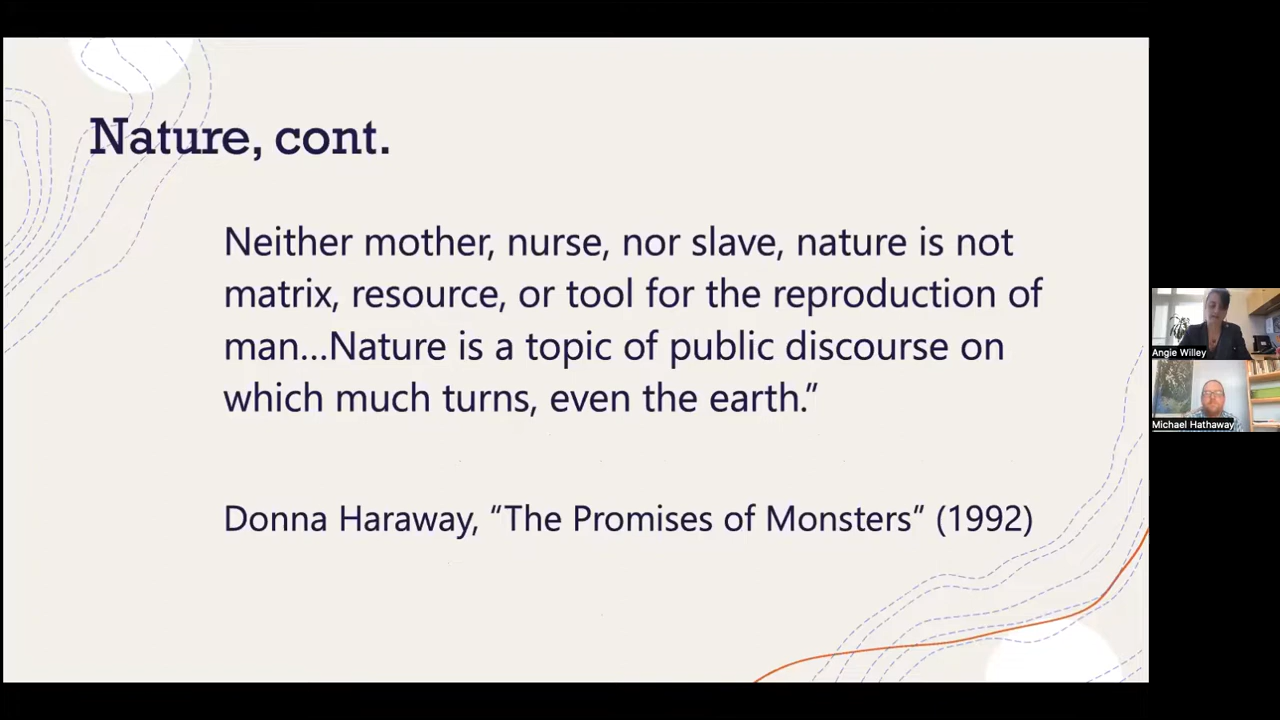 Nature, cont.
Neither mother, nurse, nor slave, nature is not
matrix, resource, or tool for the reproduction of
man...Nature is a topic of public discourse on
which much turns, even the earth.”
Donna Haraway, “The Promises of Monsters” (1992)
Angie Willey
Michael Hathaway